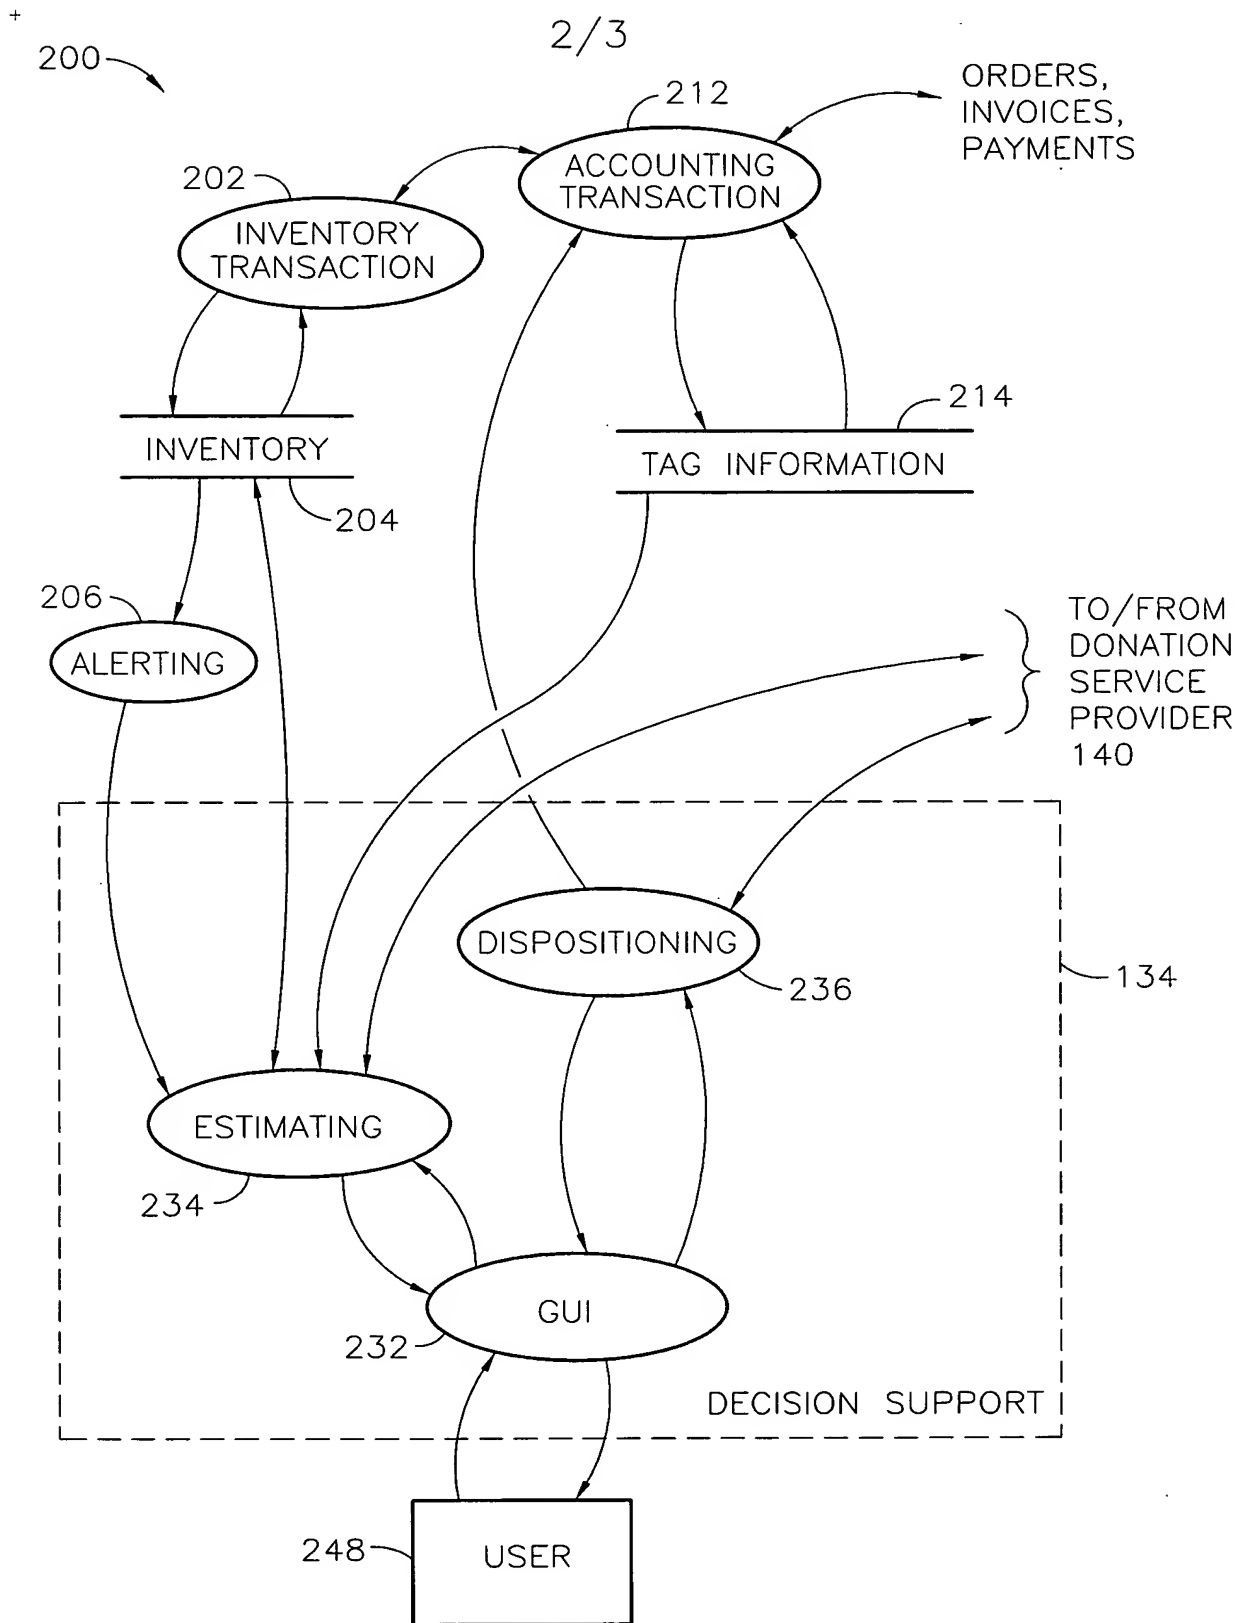 +
2/3
200
212
ORDERS,
INVOICES,
PAYMENTS
ACCOUNTING
TRANSACTION
202
INVENTORY
TRANSACTION
214
INVENTORY
TAG INFORMATION
204
206
ALERTING
TO/FROM
DONATION
SERVICE
PROVIDER
140
DISPOSITIONING
236
134
ESTIMATING
234
GUI
232
DECISION SUPPORT
248
USER